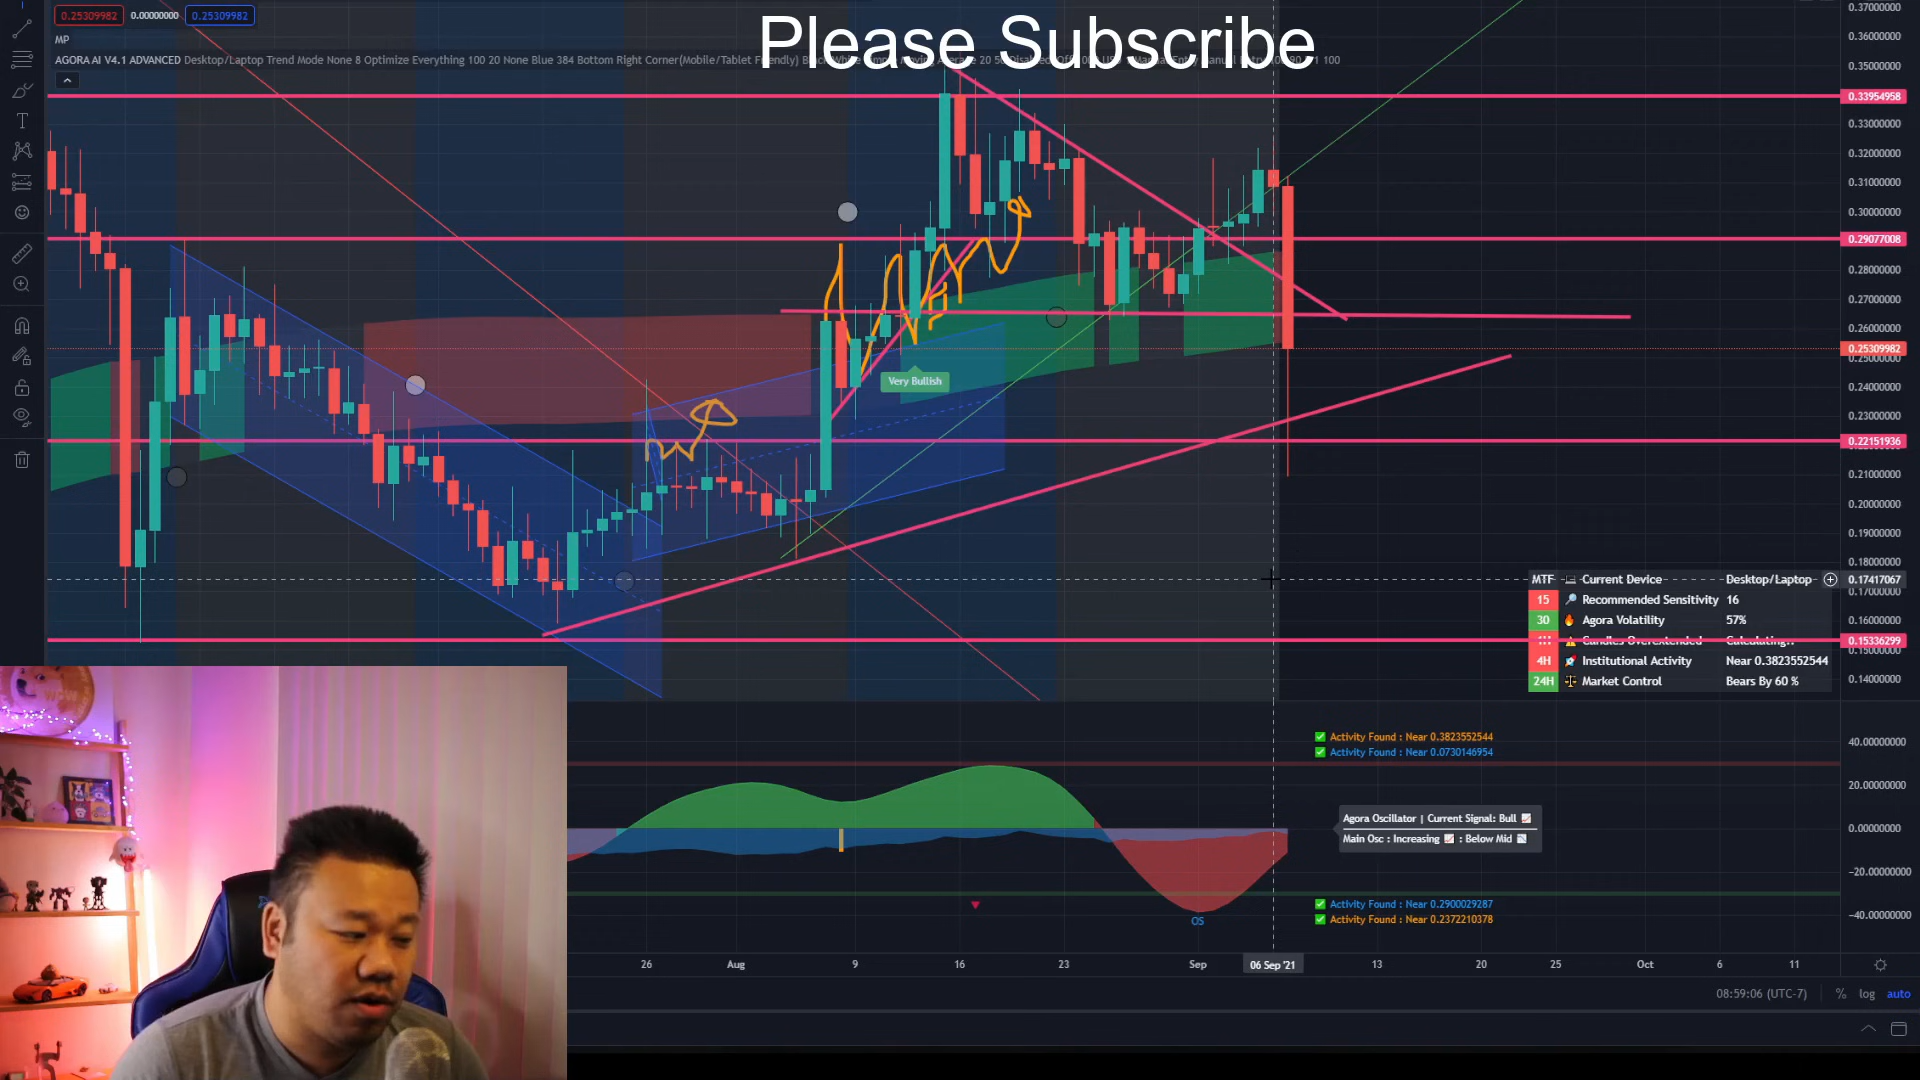 Please Subscribe
0.25309982 0.00000000 0.25309982
MP
AGORA AI V4.1 ADVANCED Desktop/Laptop Trend Mode None 8 Optimize Everything 100 20 None Blue 384 Bottom Right Corner(Mobile/Tablet Friendly)
100
0.37000000
0.36000000
0.35000000
0.33954958
0.33000000
0.32000000
0.31000000
0.30000000
0.29077008
0.28000000
0.27000000
0.26000000
0.25309982
0.25000000
0.24000000
0.23000000
0.22151936
0.21000000
0.20000000
0.19000000
0.18000000
0.17417067
0.17000000
0.16000000
0.15336299
0.15000000
0.14000000
Very Bullish
MTF Current Device Desktop/Laptop
15 Recommended Sensitivity 16
30 Agora Volatility 57%
1H Candles Overextended Calculating..
4H Institutional Activity Near 0.3823552544
24H Market Control Bears By 60 %
Activity Found : Near 0.3823552544
Activity Found : Near 0.0730146954
40.00000000
20.00000000
0.00000000
−20.00000000
−40.00000000
Agora Oscillator | Current Signal: Bull
Main Osc : Increasing : Below Mid
Activity Found : Near 0.2900029287
Activity Found : Near 0.2372210378
OS
26 Aug 9 16 23 Sep 06 Sep '21 13 20 25 Oct 6 11
08:59:06 (UTC-7) % log auto